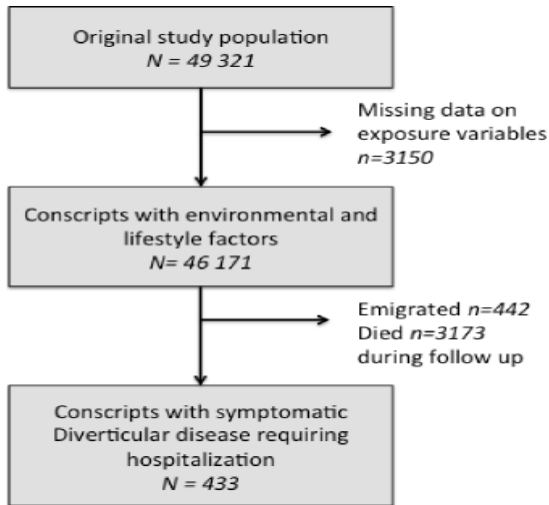 Original study population
N = 49 321
Missing data on
exposure variables
n=3150
Conscripts with environmental and
lifestyle factors
N= 46 171
Emigrated n=442
Died n=3173
during follow up
Conscripts with symptomatic
Diverticular disease requiring
hospitalization
N = 433